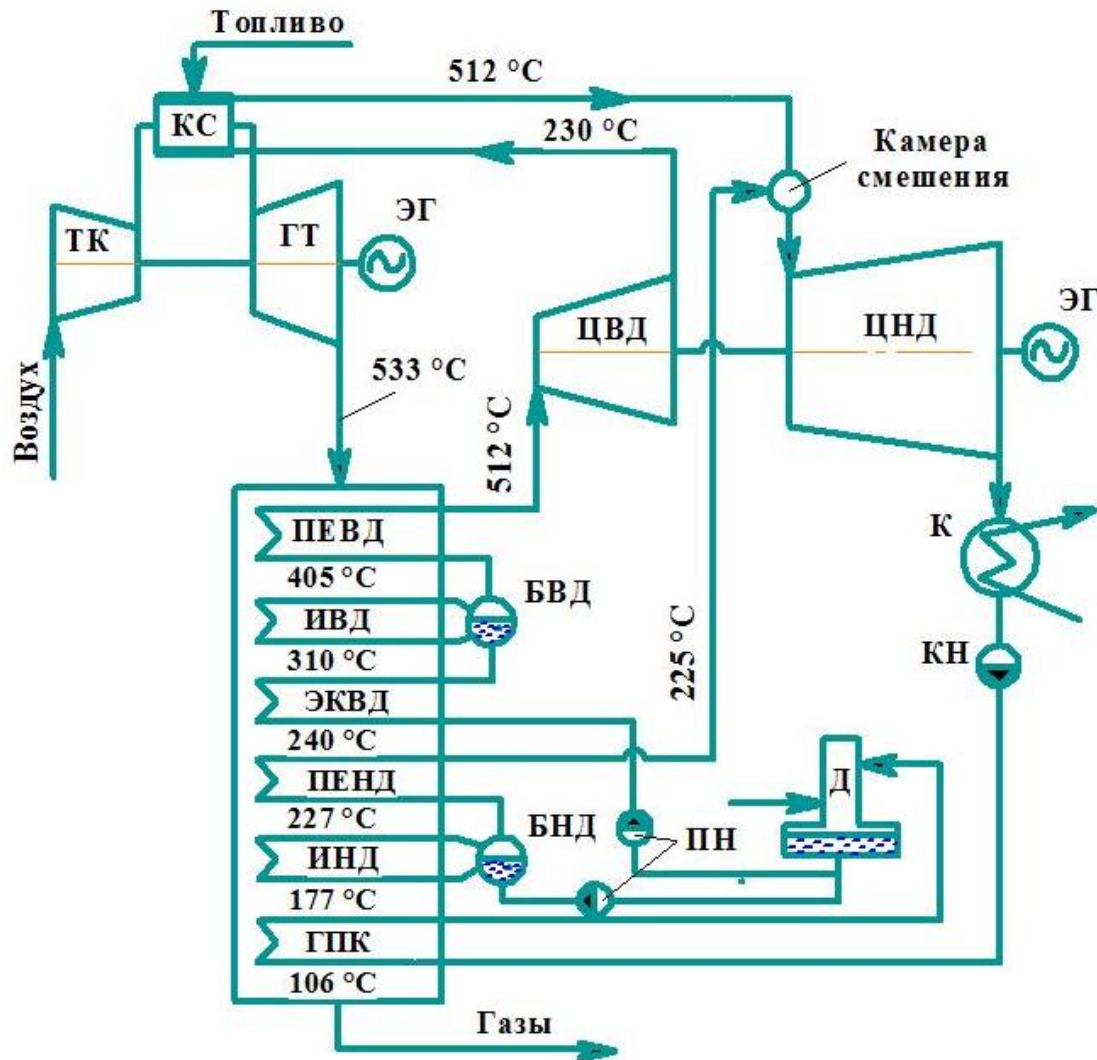 Топливо
512 °C
КС
230 °C
Камера
смешения
ТК
ГТ
ЭГ
ЦВД
ЦНД
ЭГ
Воздух
533 °C
512 °C
225°C
ПЕВД
405 °C
БВД
ИВД
310 °C
ЭКВД
240 °C
ПЕНД
227 °C
БНД
ИНД
177 °C
ГПК
106 °C
К
КН
Д
ПН
Газы